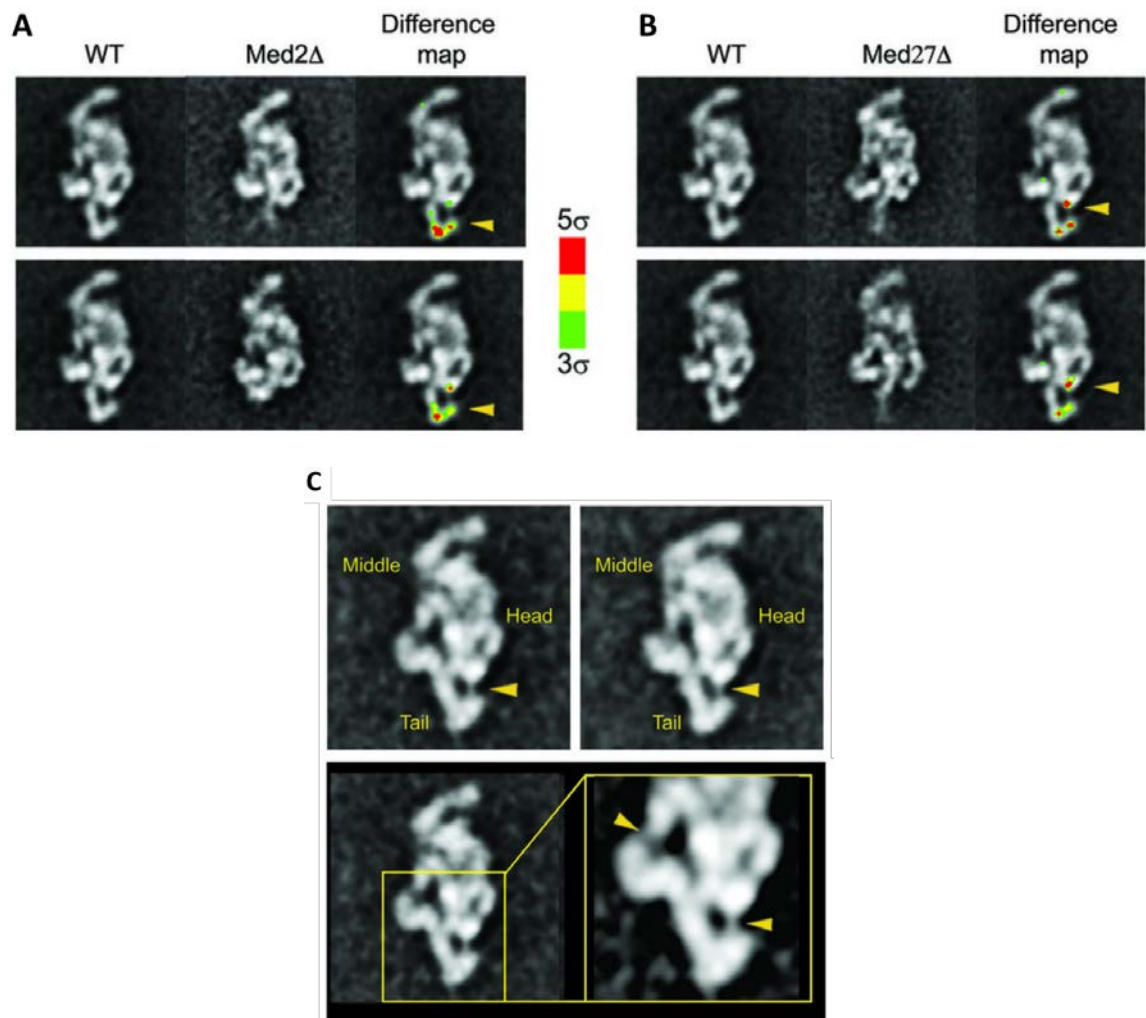 A
WT
Med2Δ
Difference
map
B
WT
Med27Δ
Difference
map
5σ
3σ
C
Middle
Head
Tail
Middle
Head
Tail